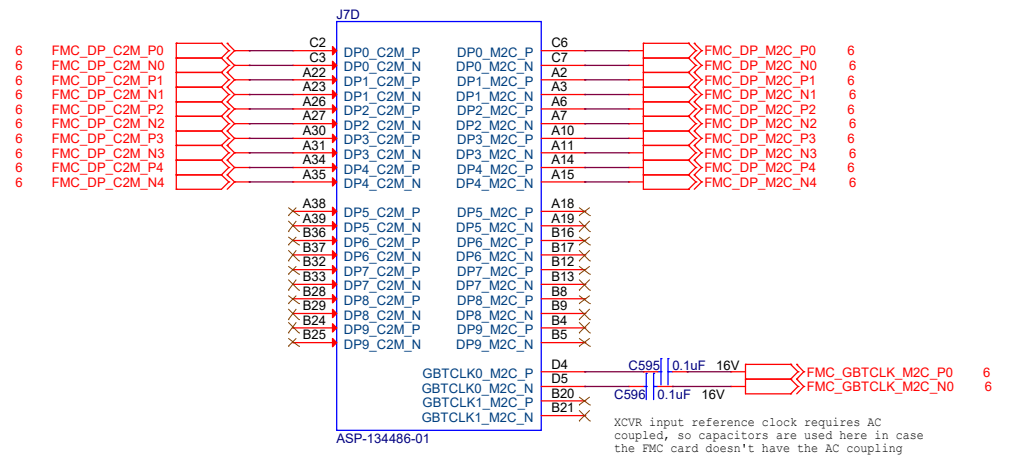 J7D
6 FMC_DP_C2M_P0 C2 DP0_C2M_P DP0_M2C_P C6 FMC_DP_M2C_P0 6
6 FMC_DP_C2M_N0 C3 DP0_C2M_N DP0_M2C_N C7 FMC_DP_M2C_N0 6
6 FMC_DP_C2M_P1 A22 DP1_C2M_P DP1_M2C_P A2 FMC_DP_M2C_P1 6
6 FMC_DP_C2M_N1 A23 DP1_C2M_N DP1_M2C_N A3 FMC_DP_M2C_N1 6
6 FMC_DP_C2M_P2 A26 DP2_C2M_P DP2_M2C_P A6 FMC_DP_M2C_P2 6
6 FMC_DP_C2M_N2 A27 DP2_C2M_N DP2_M2C_N A7 FMC_DP_M2C_N2 6
6 FMC_DP_C2M_P3 A30 DP3_C2M_P DP3_M2C_P A10 FMC_DP_M2C_P3 6
6 FMC_DP_C2M_N3 A31 DP3_C2M_N DP3_M2C_N A11 FMC_DP_M2C_N3 6
6 FMC_DP_C2M_P4 A34 DP4_C2M_P DP4_M2C_P A14 FMC_DP_M2C_P4 6
6 FMC_DP_C2M_N4 A35 DP4_C2M_N DP4_M2C_N A15 FMC_DP_M2C_N4 6
A38 DP5_C2M_P DP5_M2C_P A18
A39 DP5_C2M_N DP5_M2C_N A19
B36 DP6_C2M_P DP6_M2C_P B16
B37 DP6_C2M_N DP6_M2C_N B17
B32 DP7_C2M_P DP7_M2C_P B12
B33 DP7_C2M_N DP7_M2C_N B13
B28 DP8_C2M_P DP8_M2C_P B8
B29 DP8_C2M_N DP8_M2C_N B9
B24 DP9_C2M_P DP9_M2C_P B4
B25 DP9_C2M_N DP9_M2C_N B5
GBTCLK0_M2C_P D4 C595 0.1uF 16V FMC_GBTCLK_M2C_P0 6
GBTCLK0_M2C_N D5 C596 0.1uF 16V FMC_GBTCLK_M2C_N0 6
GBTCLK1_M2C_P B20
GBTCLK1_M2C_N B21
ASP-134486-01
XCVR input reference clock requires AC
coupled, so capacitors are used here in case
the FMC card doesn't have the AC coupling